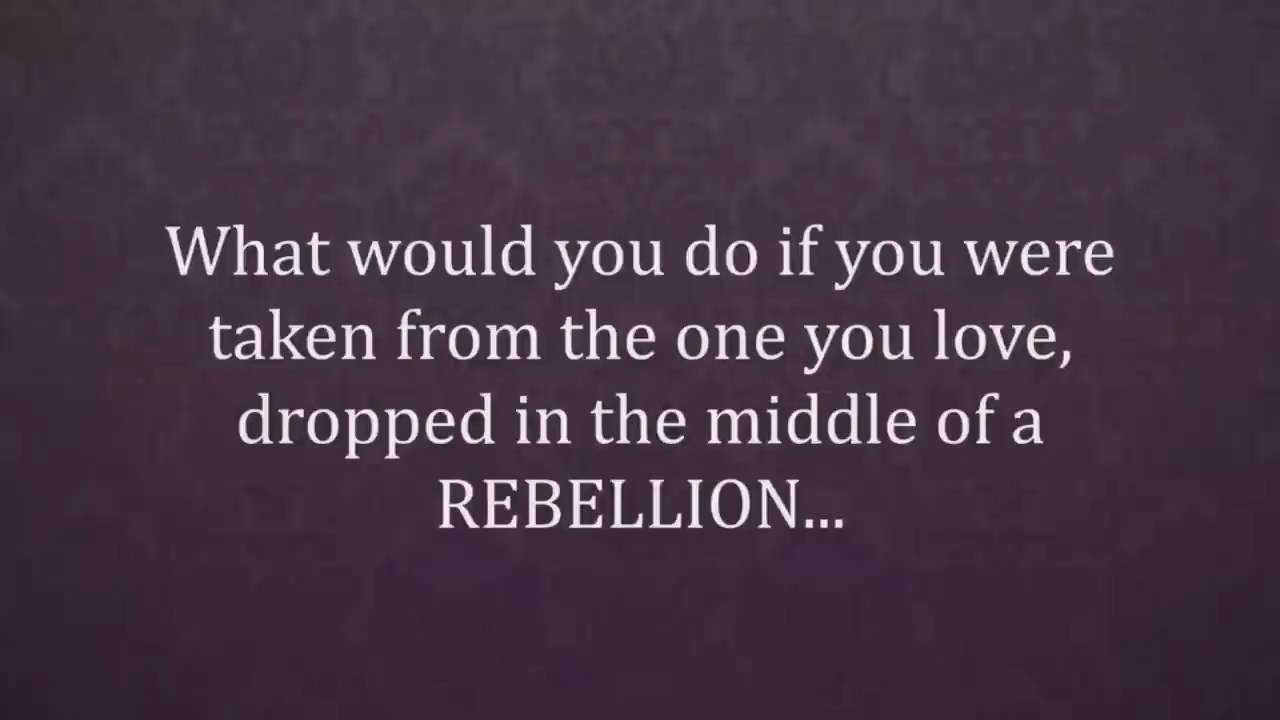 What would you do if you were
taken from the one you love,
dropped in the middle of a
REBELLION...